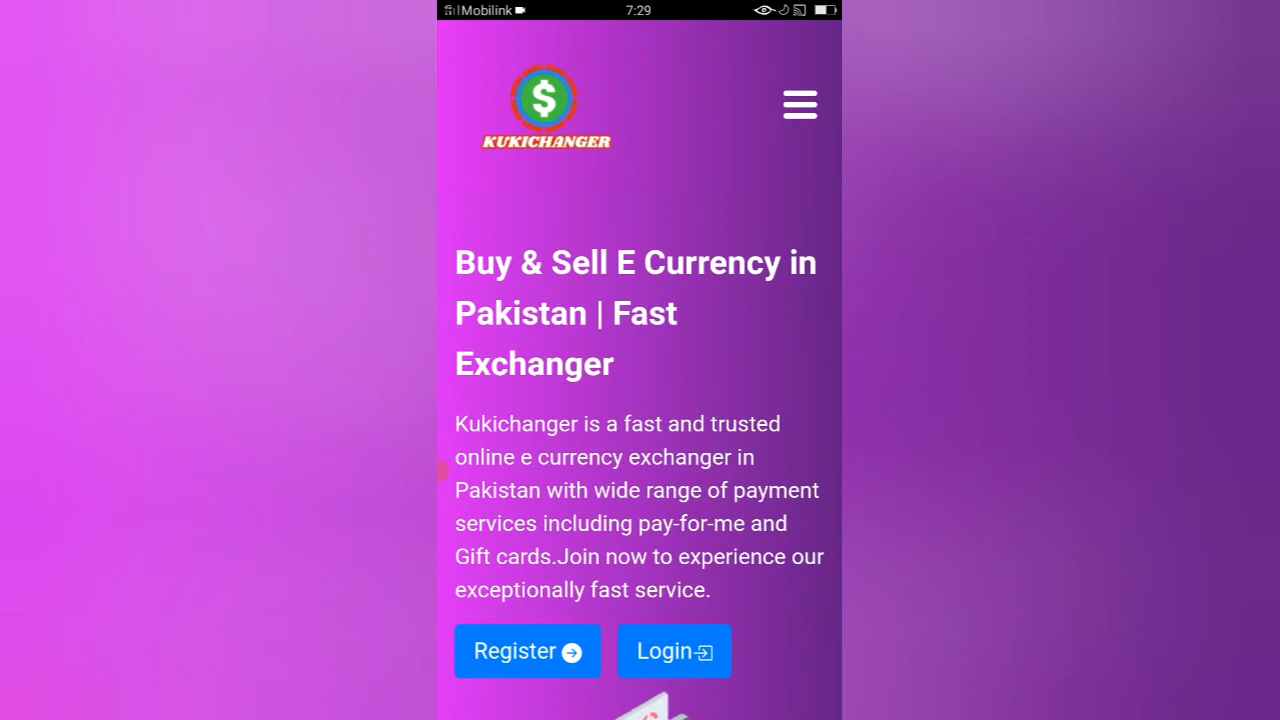 Mobilink
7:29
$
KUKICHANGER
Buy & Sell E Currency in
Pakistan | Fast
Exchanger
Kukichanger is a fast and trusted
online e currency exchanger in
Pakistan with wide range of payment
services including pay-for-me and
Gift cards.Join now to experience our
exceptionally fast service.
Register
Login